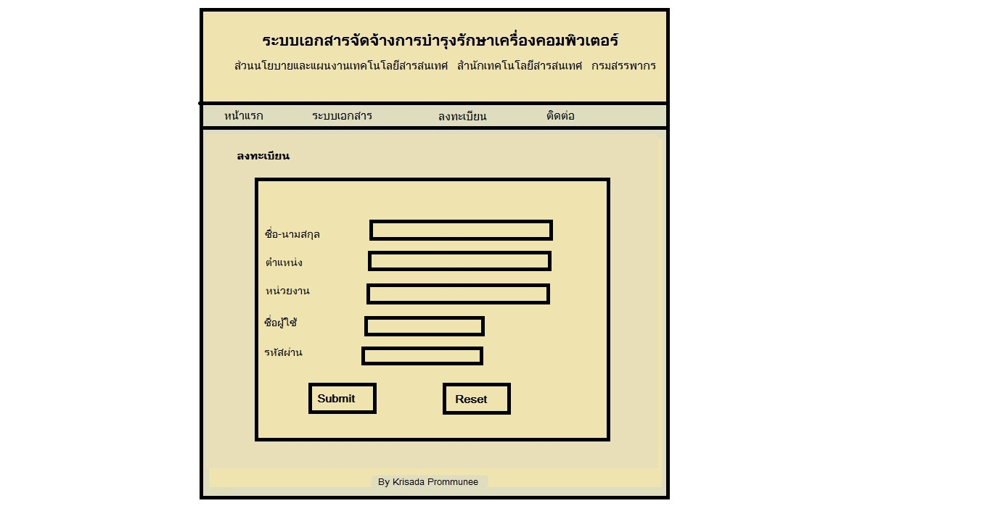 ระบบเอกสารจัดจ้างการบำรุงรักษาเครื่องคอมพิวเตอร์
ส่วนนโยบายและแผนงานเทคโนโลยีสารสนเทศ สำนักเทคโนโลยีสารสนเทศ กรมสรรพากร
หน้าแรก ระบบเอกสาร ลงทะเบียน ติดต่อ
ลงทะเบียน
ชื่อ-นามสกุล
ตำแหน่ง
หน่วยงาน
ชื่อผู้ใช้
รหัสผ่าน
Submit Reset
By Krisada Prommunee